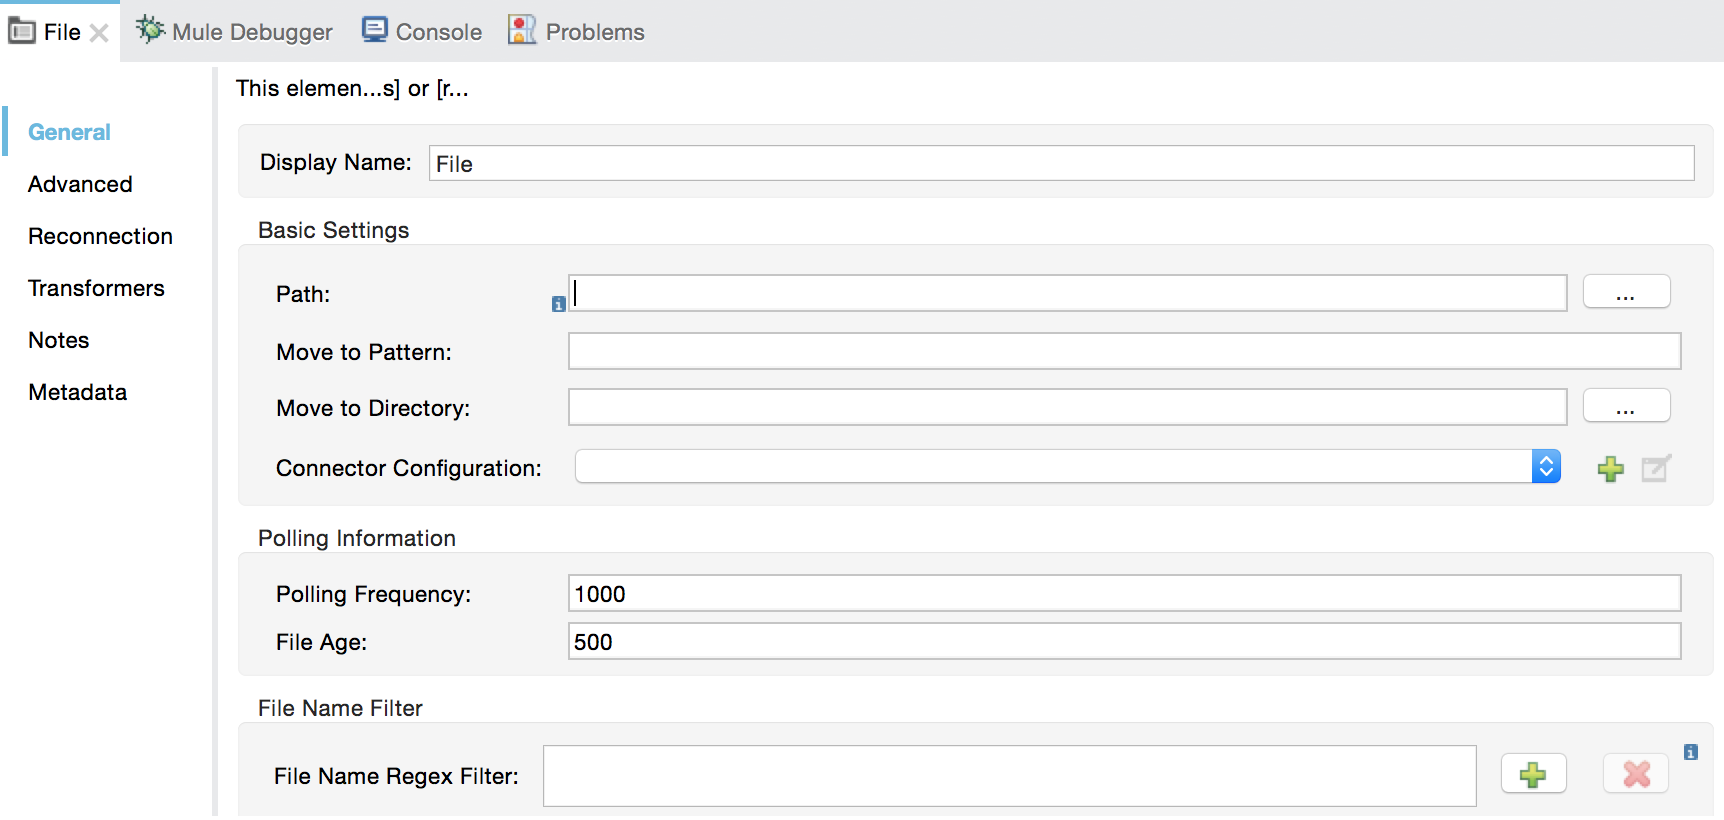 File Mule Debugger Console Problems
This elemen...s] or [r...
General
Advanced
Reconnection
Transformers
Notes
Metadata
Display Name: File
Basic Settings
Path: ...
Move to Pattern:
Move to Directory: ...
Connector Configuration:
Polling Information
Polling Frequency: 1000
File Age: 500
File Name Filter
File Name Regex Filter: